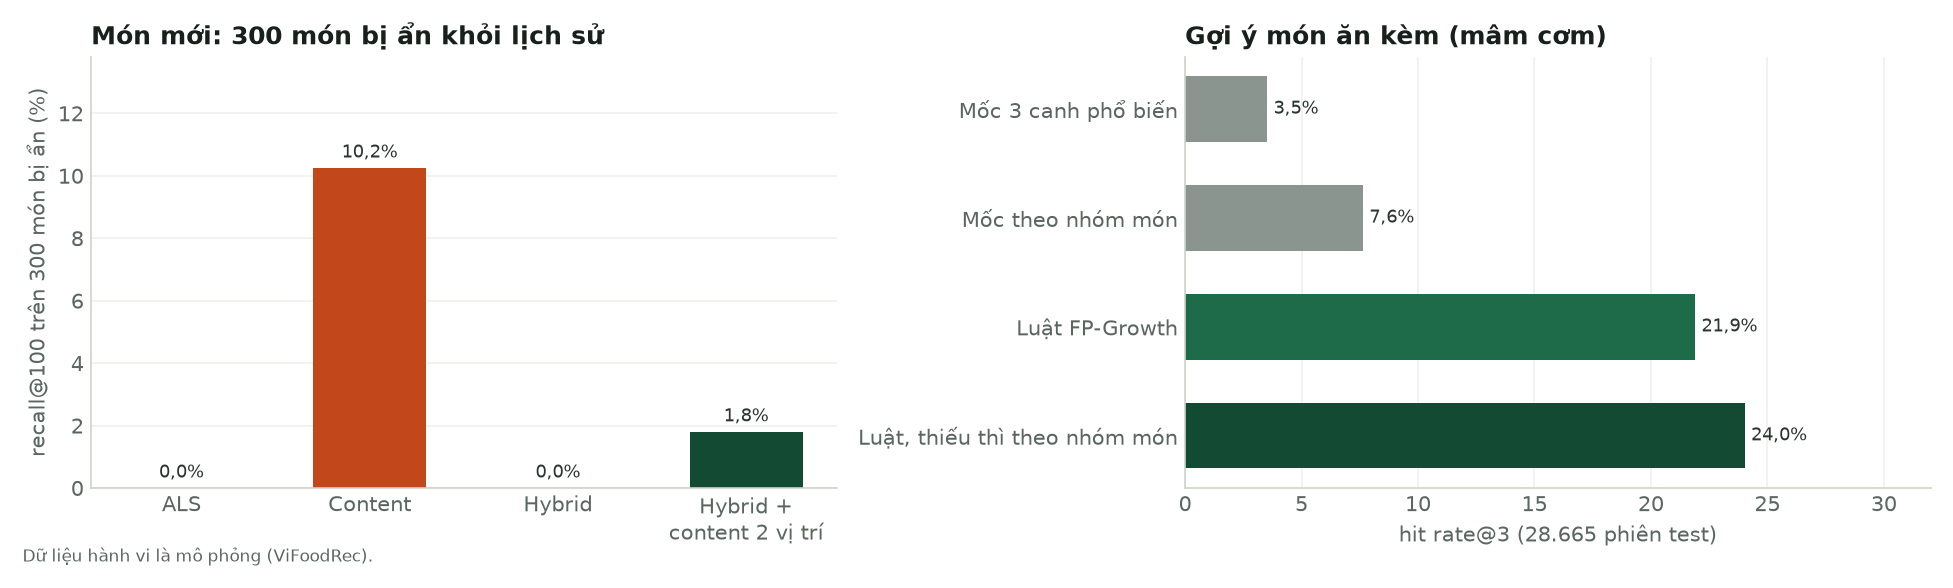 Món mới: 300 món bị ẩn khỏi lịch sử
recall@100 trên 300 món bị ẩn (%)
12
10
8
6
4
2
0
0,0%
10,2%
0,0%
1,8%
ALS
Content
Hybrid
Hybrid +
content 2 vị trí
Dữ liệu hành vi là mô phỏng (ViFoodRec).
Gợi ý món ăn kèm (mâm cơm)
Mốc 3 canh phổ biến
3,5%
Mốc theo nhóm món
7,6%
Luật FP-Growth
21,9%
Luật, thiếu thì theo nhóm món
24,0%
0 5 10 15 20 25 30
hit rate@3 (28.665 phiên test)